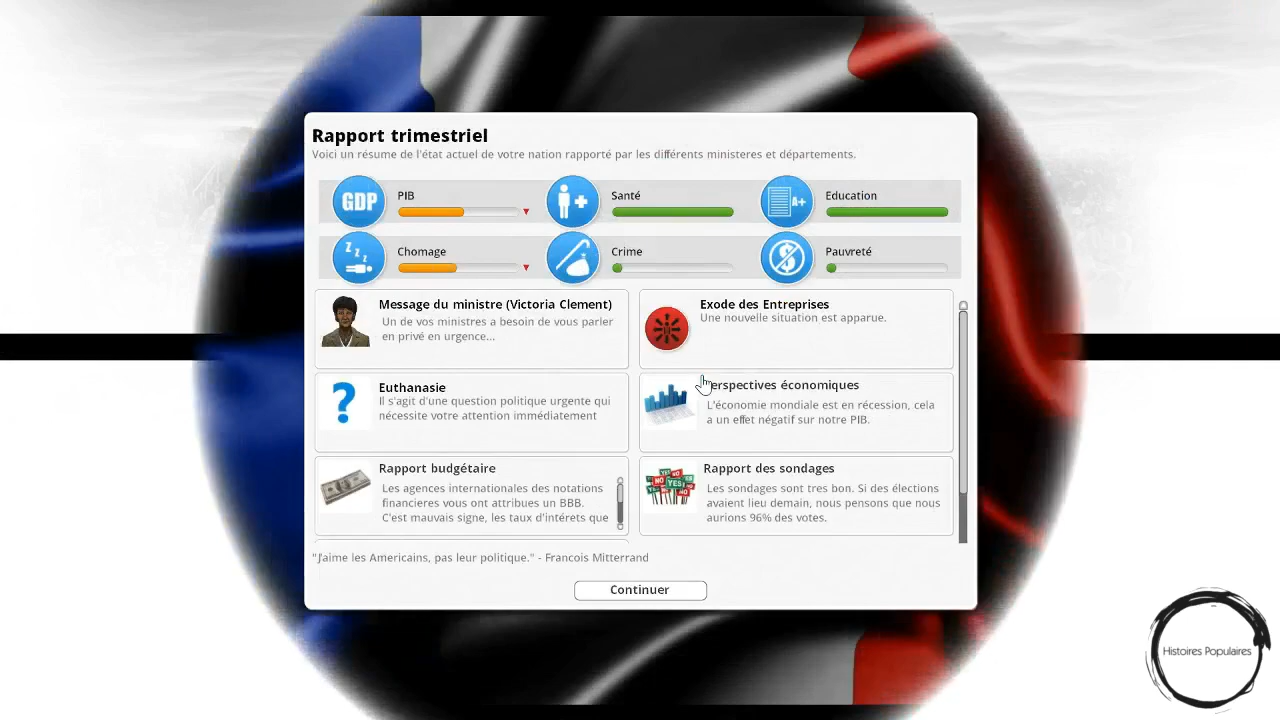 Rapport trimestriel
Voici un résume de l'état actuel de votre nation rapporté par les différents ministeres et départements.
GDP
PIB
Santé
A+
Education
Z Z Z
Chomage
Crime
$
Pauvreté
Message du ministre (Victoria Clement)
Un de vos ministres a besoin de vous parler
en privé en urgence...
Exode des Entreprises
Une nouvelle situation est apparue.
Euthanasie
Il s'agit d'une question politique urgente qui
nécessite votre attention immédiatement
?
erspectives économiques
L'économie mondiale est en récession, cela
a un effet négatif sur notre PIB.
Rapport budgétaire
Les agences internationales des notations
financieres vous ont attribues un BBB.
C'est mauvais signe, les taux d'intérets que
Rapport des sondages
Les sondages sont tres bon. Si des élections
avaient lieu demain, nous pensons que nous
aurions 96% des votes.
YES NO
NO YES
NO
"J'aime les Americains, pas leur politique." - Francois Mitterrand
Continuer
Histoires Populaires